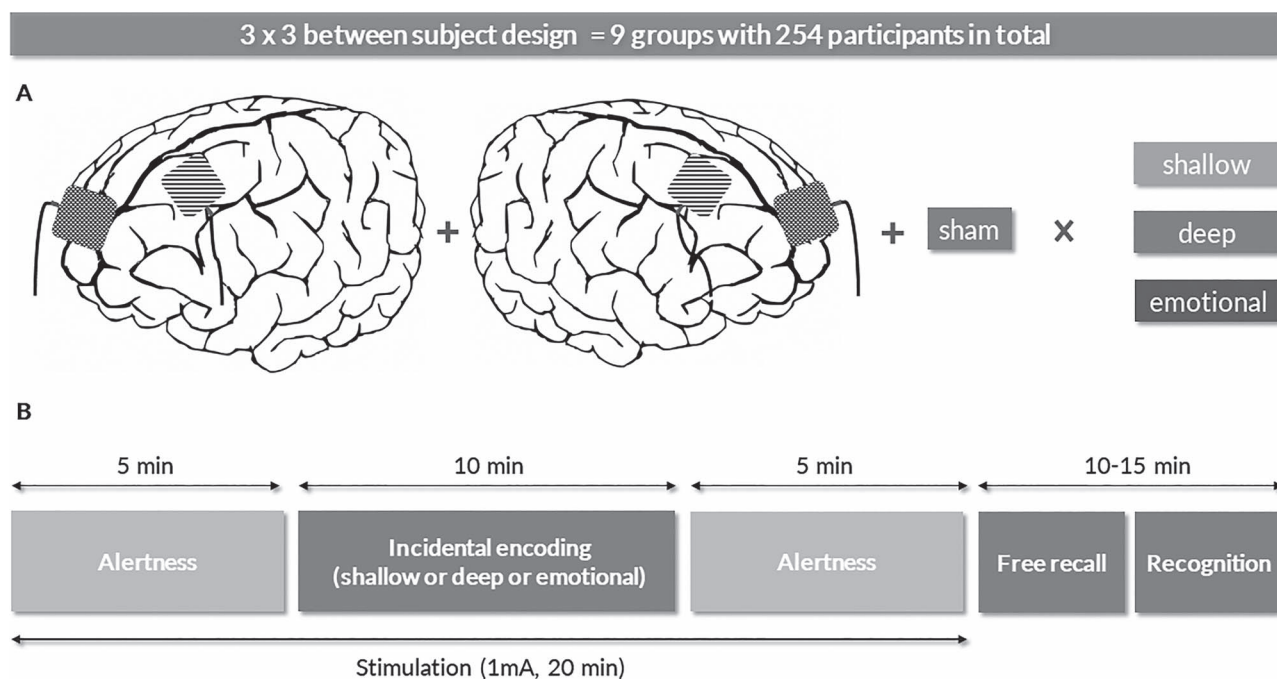 3 x 3 between subject design = 9 groups with 254 participants in total
A
+
+
sham
x
shallow
deep
emotional
B
5 min
10 min
5 min
10-15 min
Alertness
Incidental encoding
(shallow or deep or emotional)
Alertness
Free recall
Recognition
Stimulation (1mA, 20 min)